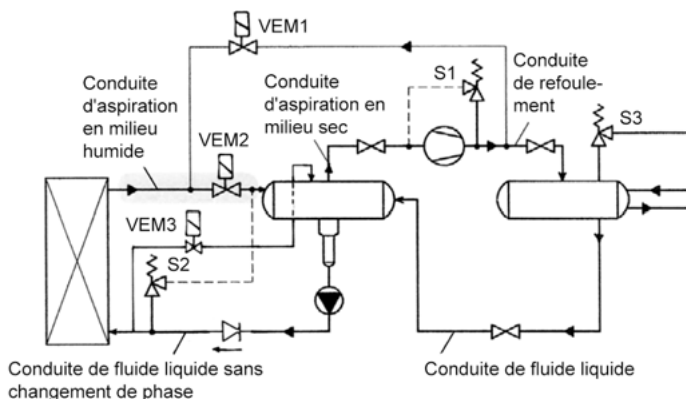 VEM1
Conduite
d'aspiration
en milieu
humide
VEM2
Conduite
d'aspiration en
milieu sec
S1
Conduite
de refoule-
ment
S3
VEM3
S2
Conduite de fluide liquide sans
changement de phase
Conduite de fluide liquide